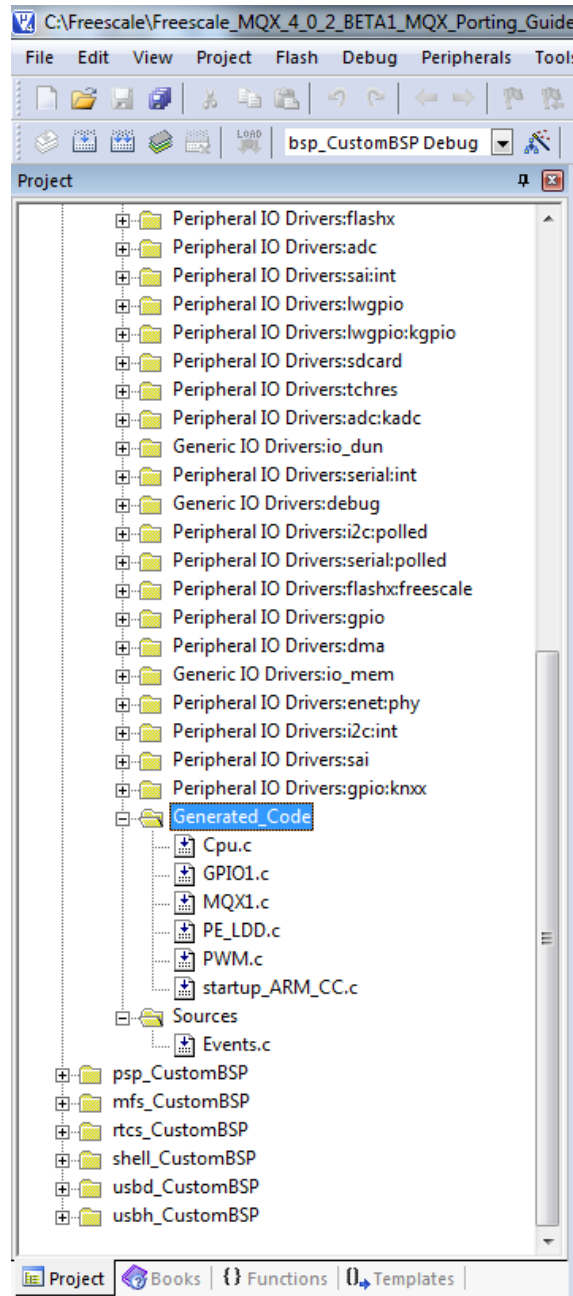 C:\Freescale\Freescale_MQX_4_0_2_BETA1_MQX_Porting_Guide
File Edit View Project Flash Debug Peripherals Tools
LOAD bsp_CustomBSP Debug
Project
Peripheral IO Drivers:flashx
Peripheral IO Drivers:adc
Peripheral IO Drivers:sai:int
Peripheral IO Drivers:lwgpio
Peripheral IO Drivers:lwgpio:kgpio
Peripheral IO Drivers:sdcard
Peripheral IO Drivers:tchres
Peripheral IO Drivers:adc:kadc
Generic IO Drivers:io_dun
Peripheral IO Drivers:serial:int
Generic IO Drivers:debug
Peripheral IO Drivers:i2c:polled
Peripheral IO Drivers:serial:polled
Peripheral IO Drivers:flashx:freescale
Peripheral IO Drivers:gpio
Peripheral IO Drivers:dma
Generic IO Drivers:io_mem
Peripheral IO Drivers:enet:phy
Peripheral IO Drivers:i2c:int
Peripheral IO Drivers:sai
Peripheral IO Drivers:gpio:knxx
Generated_Code
Cpu.c
GPIO1.c
MQX1.c
PE_LDD.c
PWM.c
startup_ARM_CC.c
Sources
Events.c
psp_CustomBSP
mfs_CustomBSP
rtcs_CustomBSP
shell_CustomBSP
usbd_CustomBSP
usbh_CustomBSP
Project Books {} Functions 0 Templates